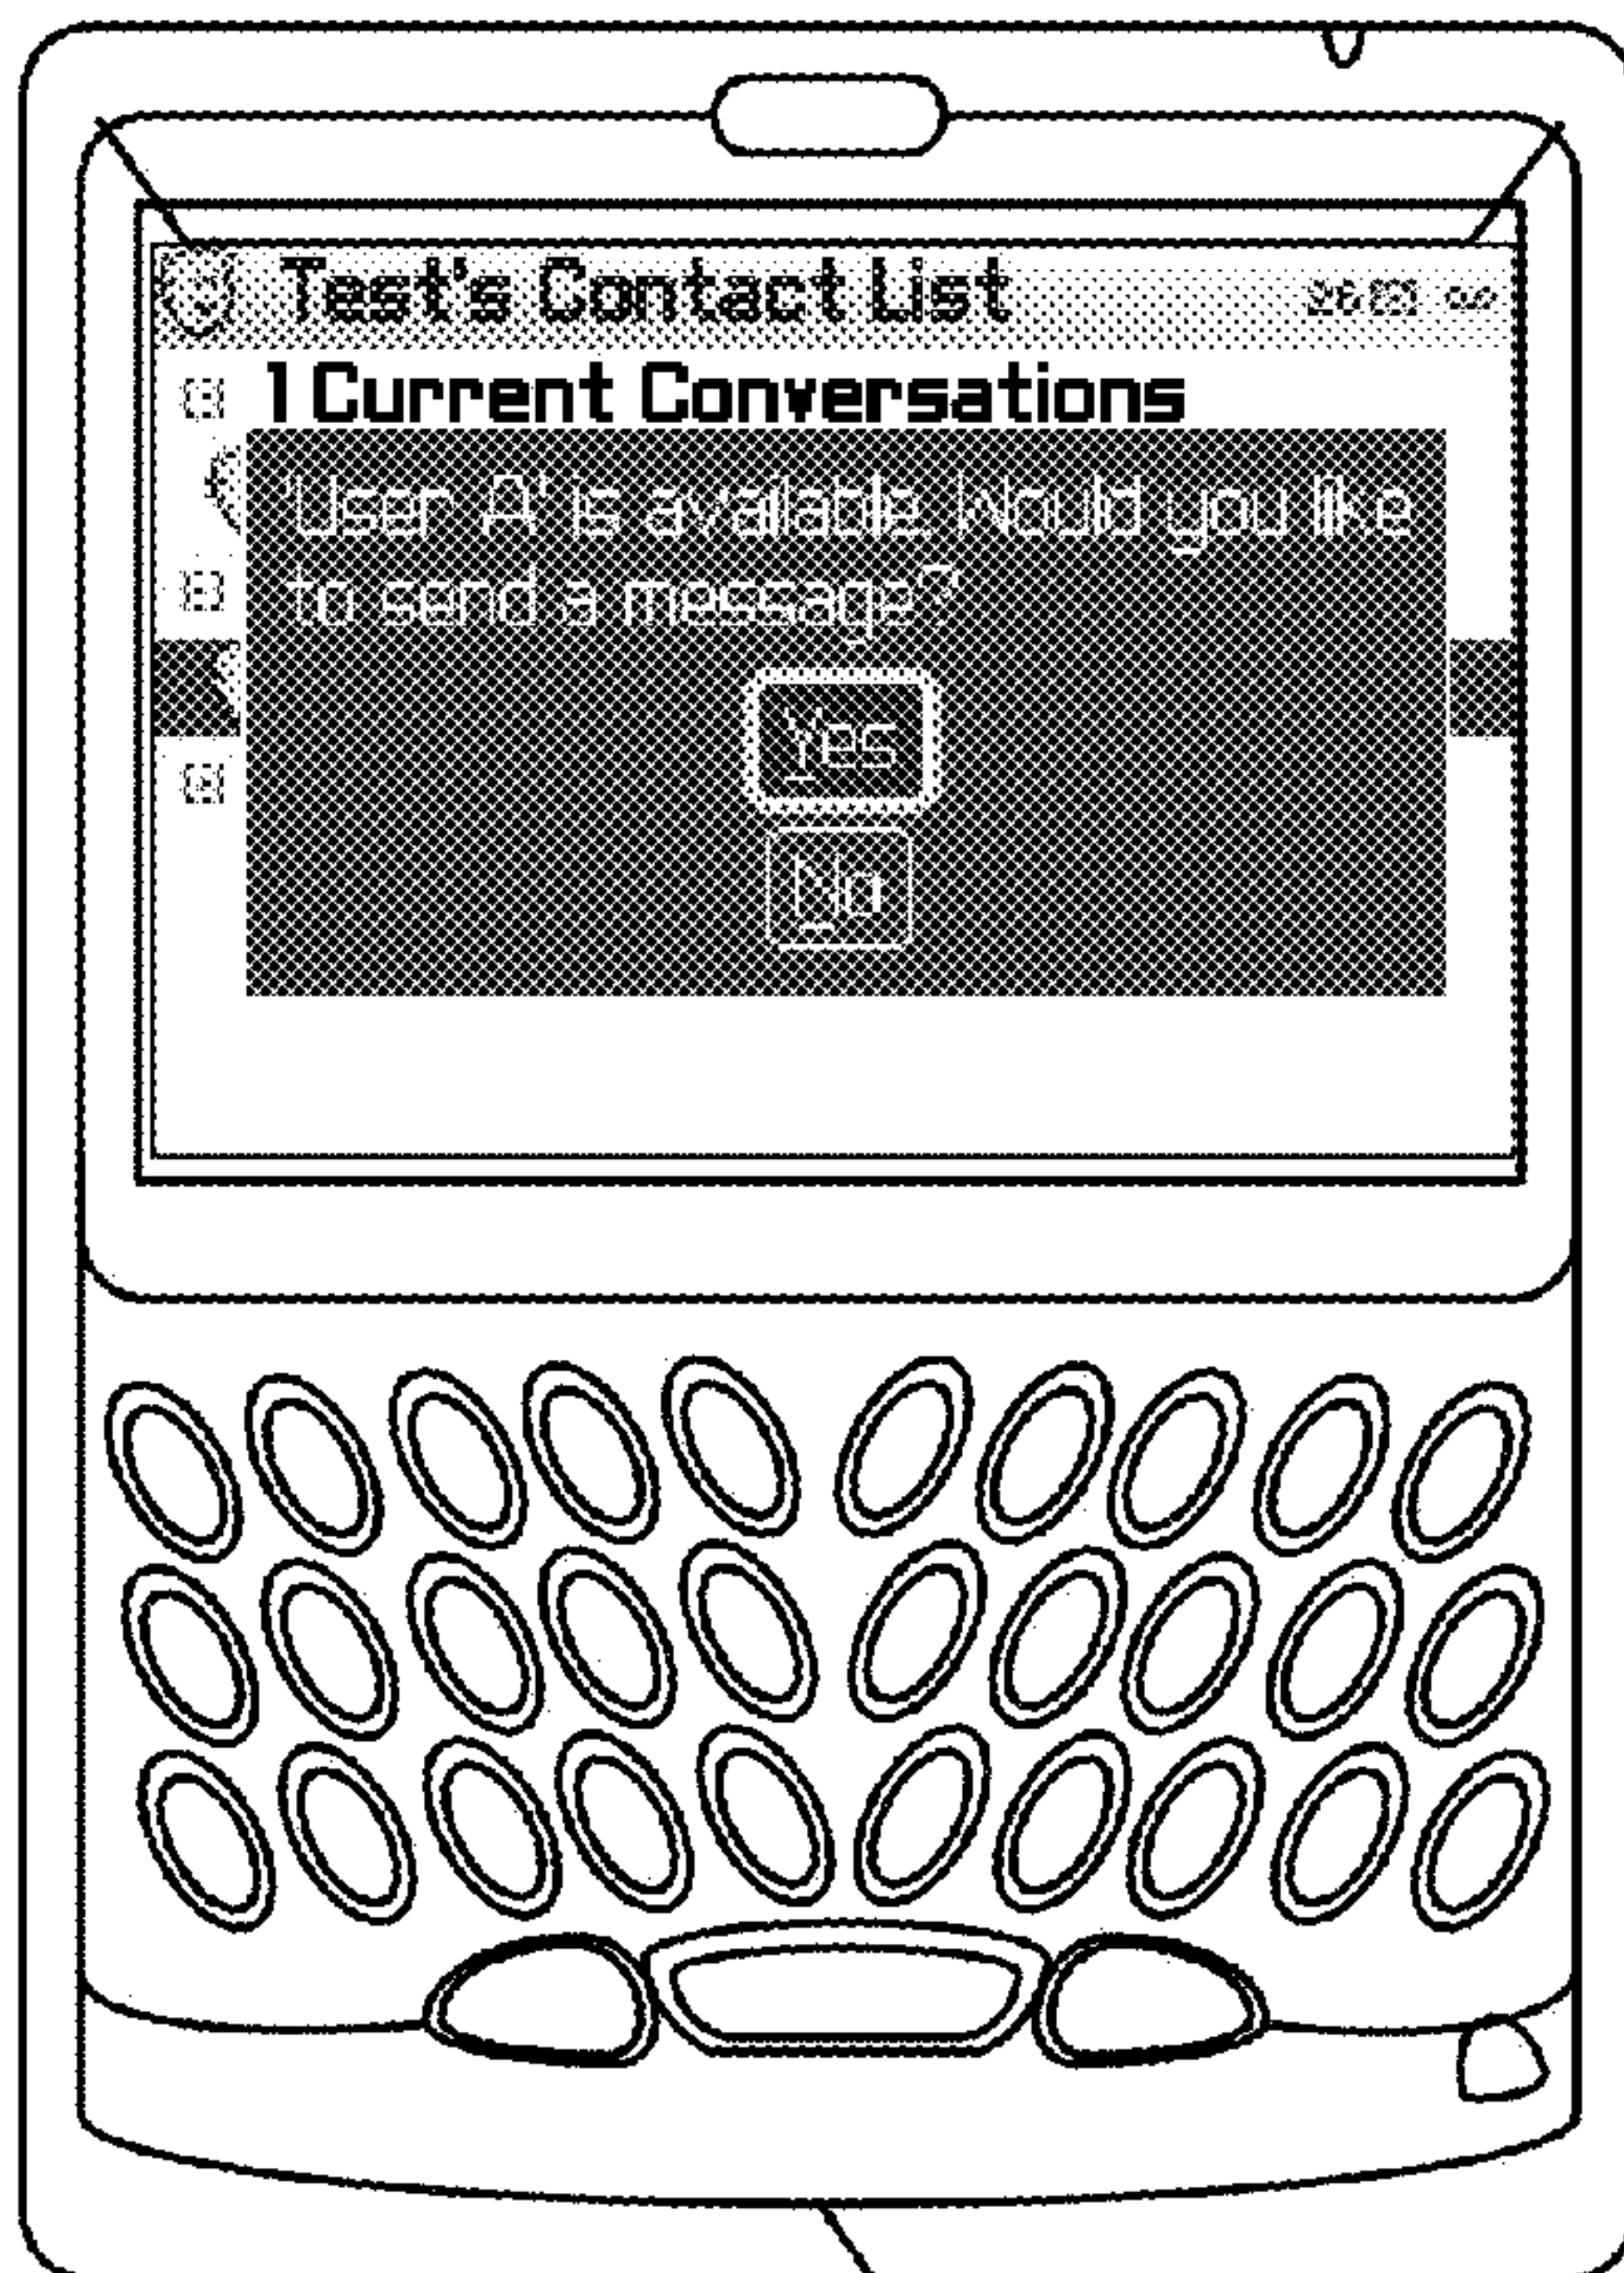 Test's Contact List
1 Current Conversations
'User A' is available. Would you like
to send a message?
Yes
No